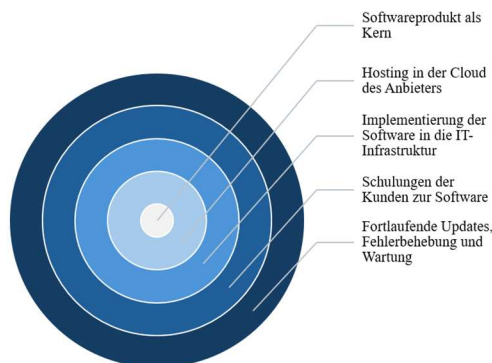 Softwareprodukt als
Kern
Hosting in der Cloud
des Anbieters
Implementierung der
Software in die IT-
Infrastruktur
Schulungen der
Kunden zur Software
Fortlaufende Updates,
Fehlerbehebung und
Wartung